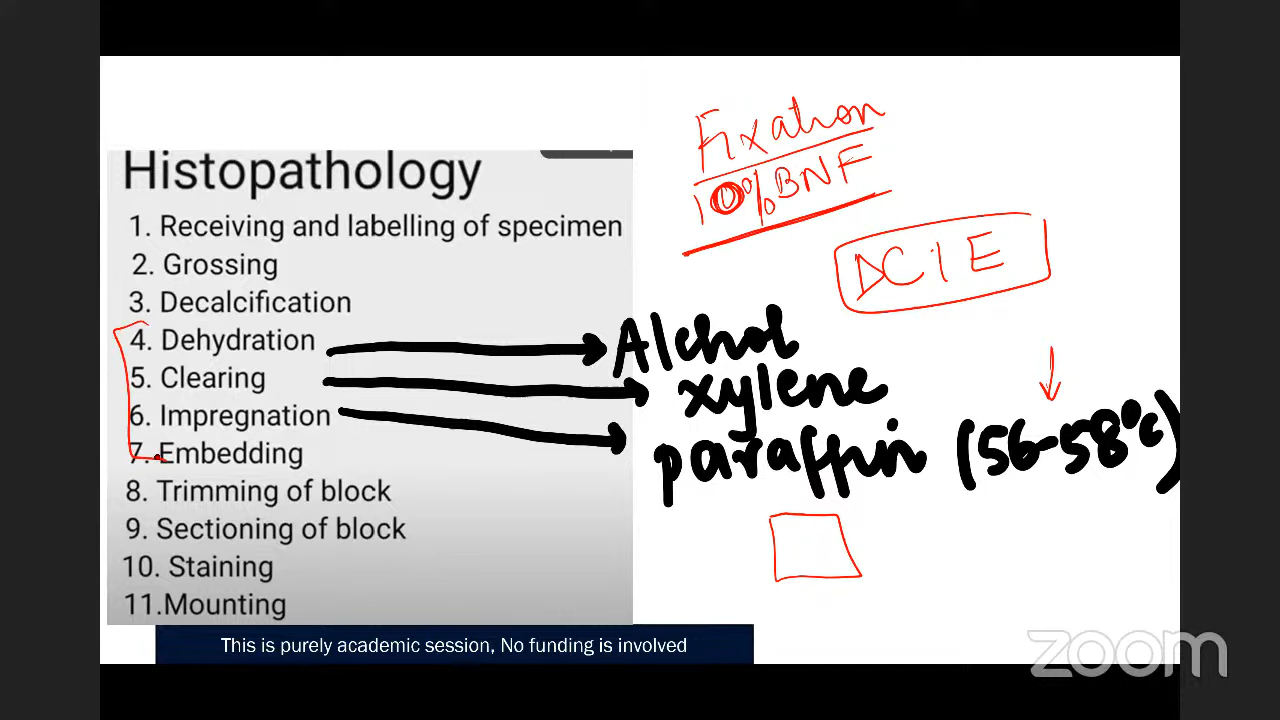 Histopathology
1. Receiving and labelling of specimen
2. Grossing
3. Decalcification
4. Dehydration
5. Clearing
6. Impregnation
7. Embedding
8. Trimming of block
9. Sectioning of block
10. Staining
11.Mounting
Fixation
10% BNF
DCIE
Alchol
xylene
paraffin (56-58°c)
This is purely academic session, No funding is involved
zoom